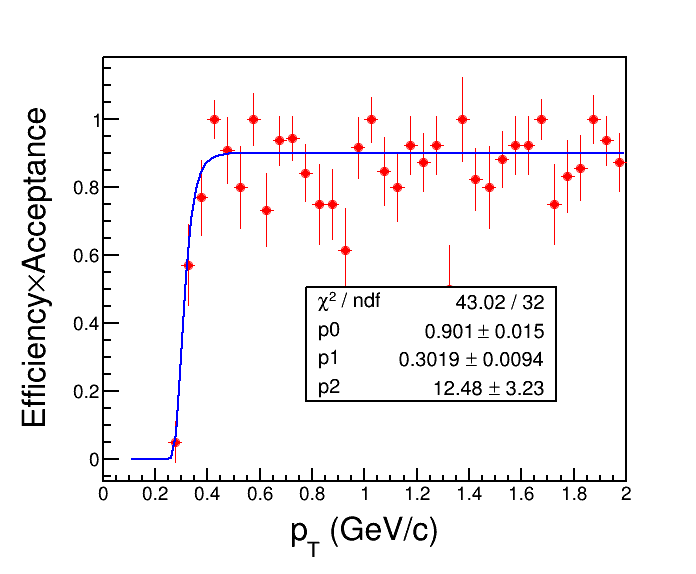 Efficiency×Acceptance
1
0.8
0.6
0.4
0.2
0
χ² / ndf 43.02 / 32
p0 0.901 ± 0.015
p1 0.3019 ± 0.0094
p2 12.48 ± 3.23
0 0.2 0.4 0.6 0.8 1 1.2 1.4 1.6 1.8 2
p_T (GeV/c)